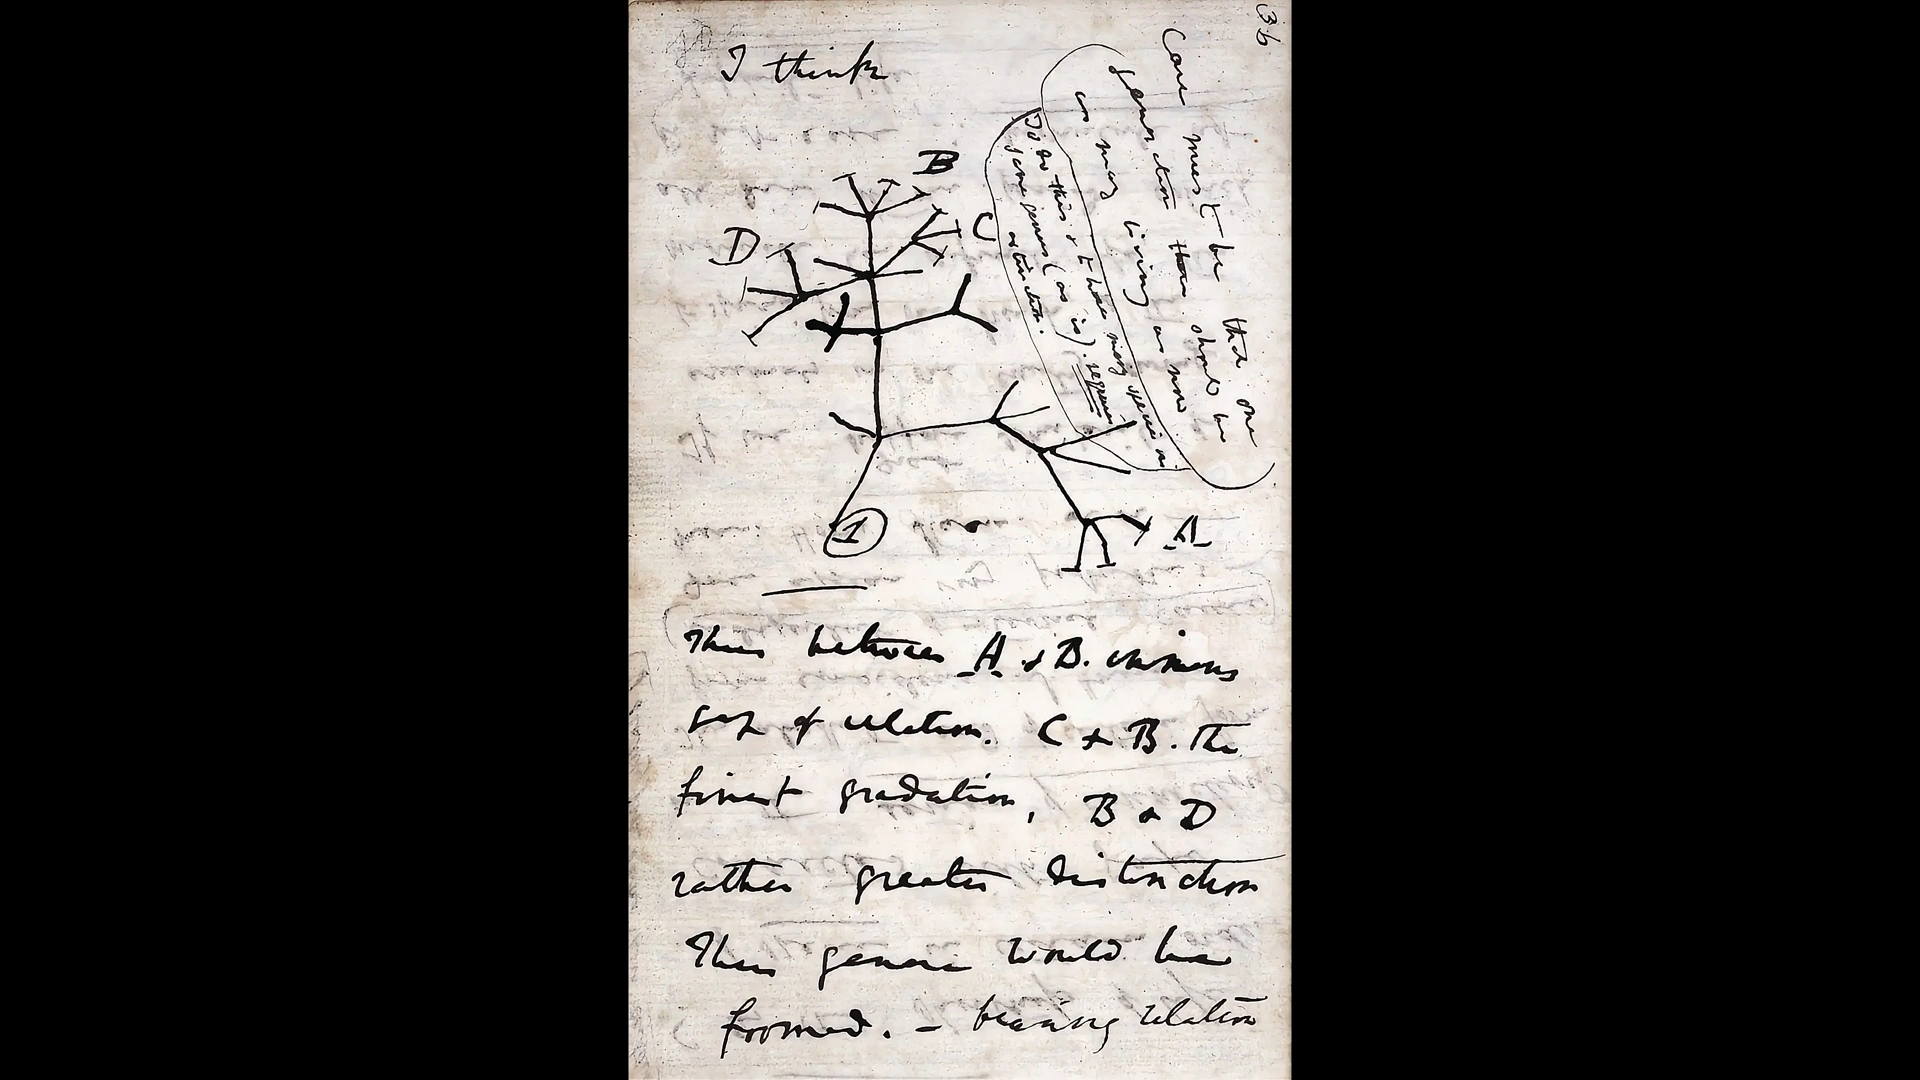 36
I think
Case must be that one
generation then should be
as many living as now
To do this & to have many species in
same genus (as is). requires
extinction.
B
C
D
A
1
Thus between A & B. immens
gap of relation. C & B. the
finest gradation, B & D
rather greater distinction
Thus genera would be
formed. — bearing relation